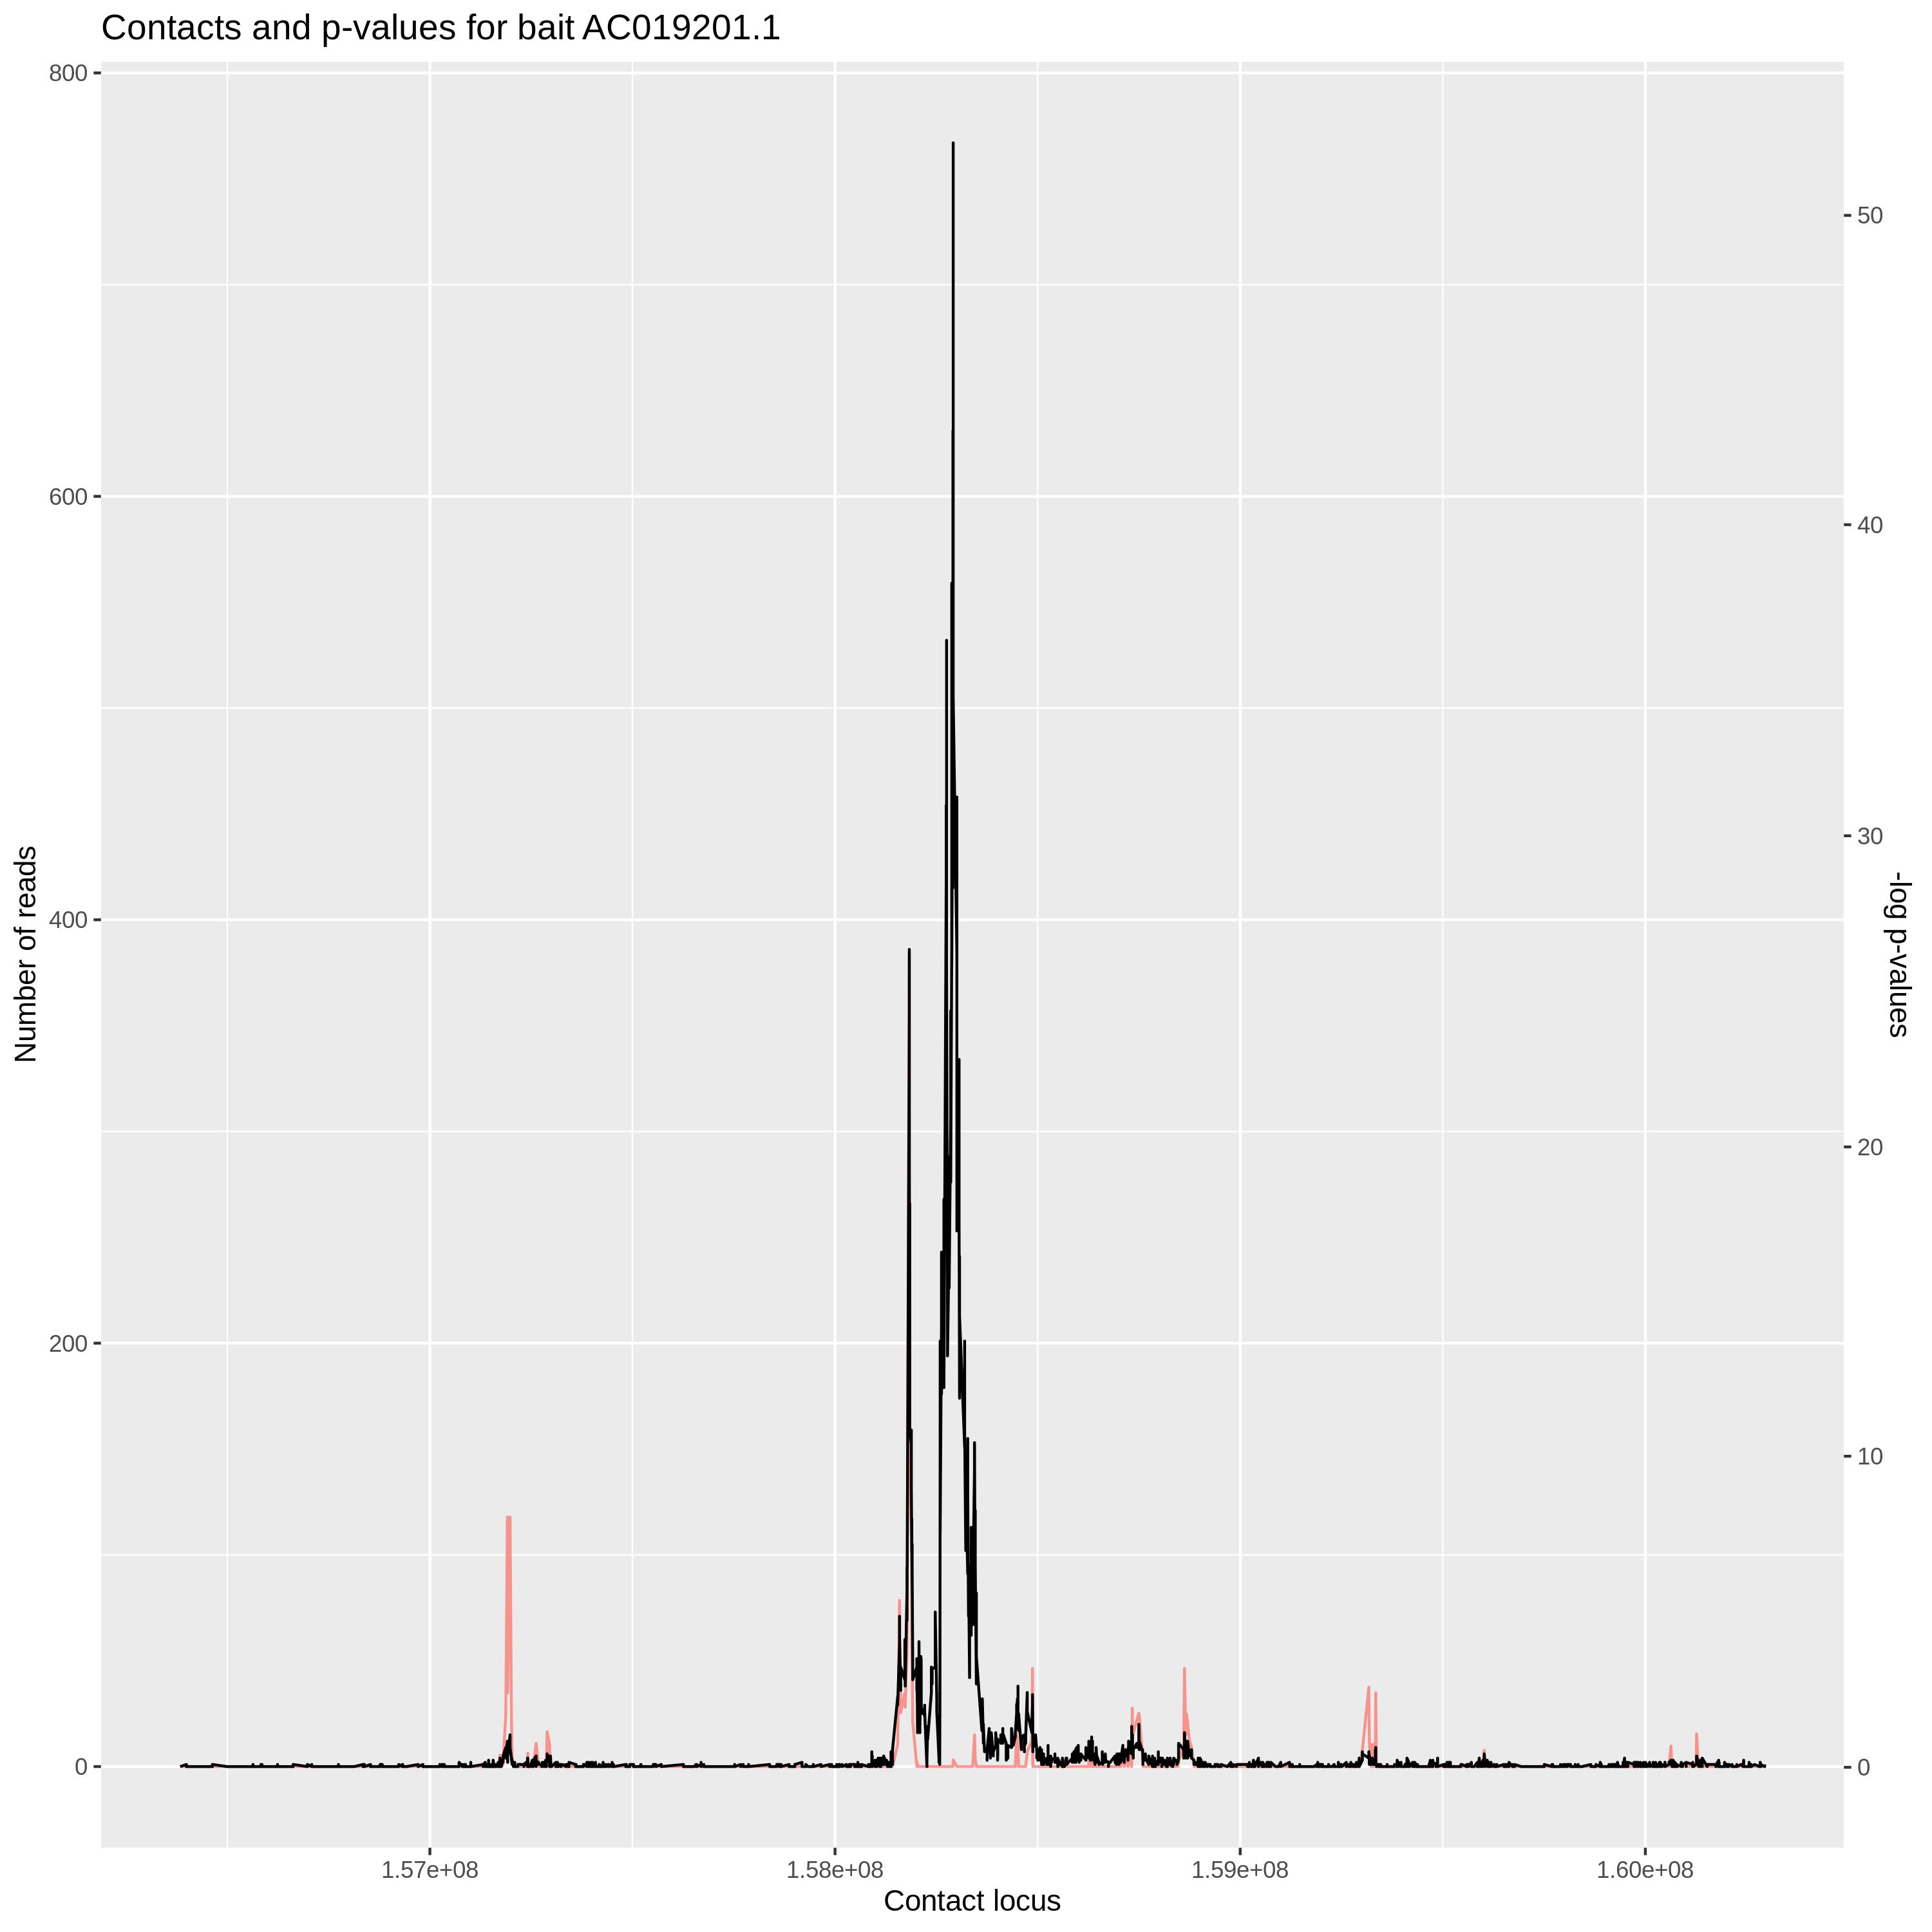 Contacts and p-values for bait AC019201.1
800
600
400
200
0
Number of reads
50
40
30
20
10
0
-log p-values
1.57e+08
1.58e+08
1.59e+08
1.60e+08
Contact locus